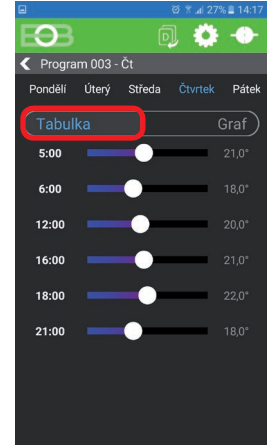 27% 14:17
EOB
Program 003 - Čt
Pondělí Úterý Středa Čtvrtek Pátek
Tabulka Graf
5:00 21,0°
6:00 18,0°
12:00 20,0°
16:00 21,0°
18:00 22,0°
21:00 18,0°